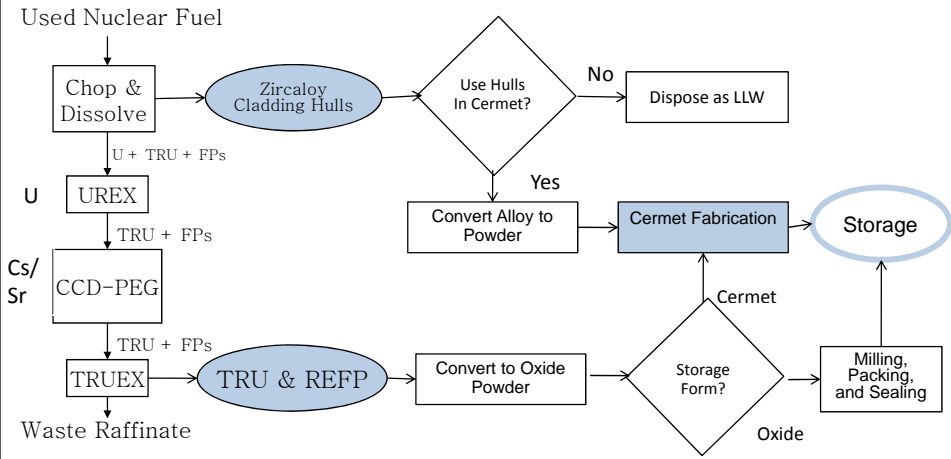 Used Nuclear Fuel
Chop &
Dissolve
Zircaloy
Cladding Hulls
Use Hulls
In Cermet?
No
Dispose as LLW
U + TRU + FPs
U
UREX
Yes
Convert Alloy to
Powder
Cermet Fabrication
Storage
TRU + FPs
Cs/
Sr
CCD-PEG
Cermet
TRU + FPs
TRUEX
TRU & REFP
Convert to Oxide
Powder
Storage
Form?
Milling,
Packing,
and Sealing
Oxide
Waste Raffinate